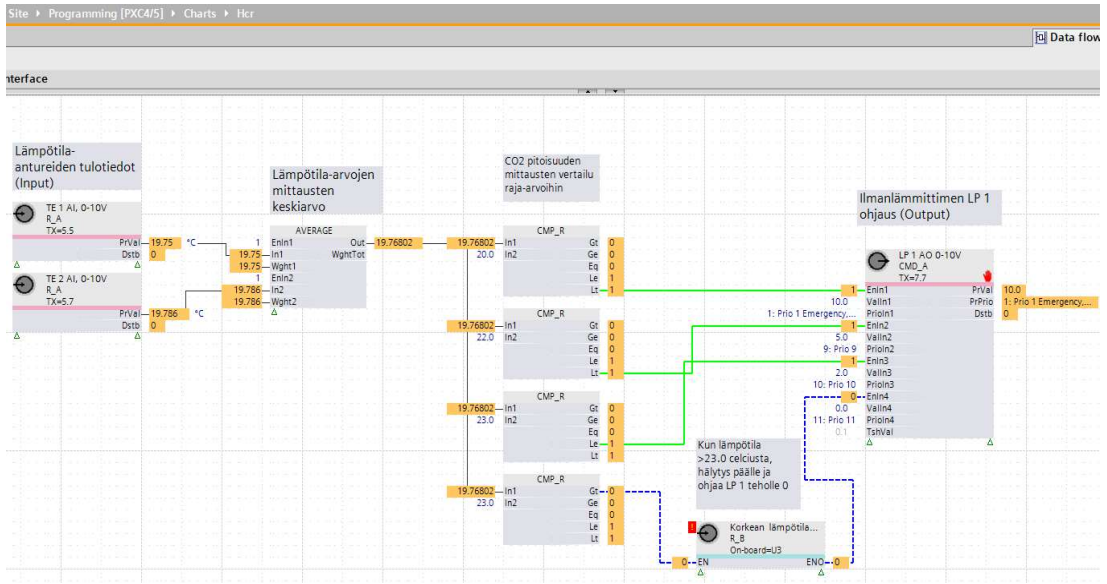 Site Programming [PXC4/5] Charts Hcr
Data flow
nterface
Lämpötila-
antureiden tulotiedot
(Input)
TE 1 AI, 0-10V
R_A
TX=5.5
PrVal 19.75 °C
Dstb 0
TE 2 AI, 0-10V
R_A
TX=5.7
PrVal 19.786 °C
Dstb 0
Lämpötila-arvojen
mittausten
keskiarvo
AVERAGE
1 EnIn1 Out 19.76802
19.75 In1 WghtTot
19.75 Wght1
1 EnIn2
19.786 In2
19.786 Wght2
CO2 pitoisuuden
mittausten vertailu
raja-arvoihin
CMP_R
19.76802 In1 Gt 0
20.0 In2 Ge 0
Eq 0
Le 1
Lt 1
CMP_R
19.76802 In1 Gt 0
22.0 In2 Ge 0
Eq 0
Le 1
Lt 1
CMP_R
19.76802 In1 Gt 0
23.0 In2 Ge 0
Eq 0
Le 1
Lt 1
CMP_R
19.76802 In1 Gt 0
23.0 In2 Ge 0
Eq 0
Le 1
Lt 1
Kun lämpötila
>23.0 celciusta,
hälytys päälle ja
ohjaa LP 1 teholle 0
! Korkean lämpötila...
R_B
On-board=U3
0 EN ENO 0
Ilmanlämmittimen LP 1
ohjaus (Output)
LP 1 AO 0-10V
CMD_A
TX=7.7
1 EnIn1 PrVal 10.0
10.0 ValIn1 PrPrio 1: Prio 1 Emergency,...
1: Prio 1 Emergency,... PrioIn1 Dstb 0
1 EnIn2
5.0 ValIn2
9: Prio 9 PrioIn2
1 EnIn3
2.0 ValIn3
10: Prio 10 PrioIn3
0 EnIn4
0.0 ValIn4
11: Prio 11 PrioIn4
0.1 TshVal